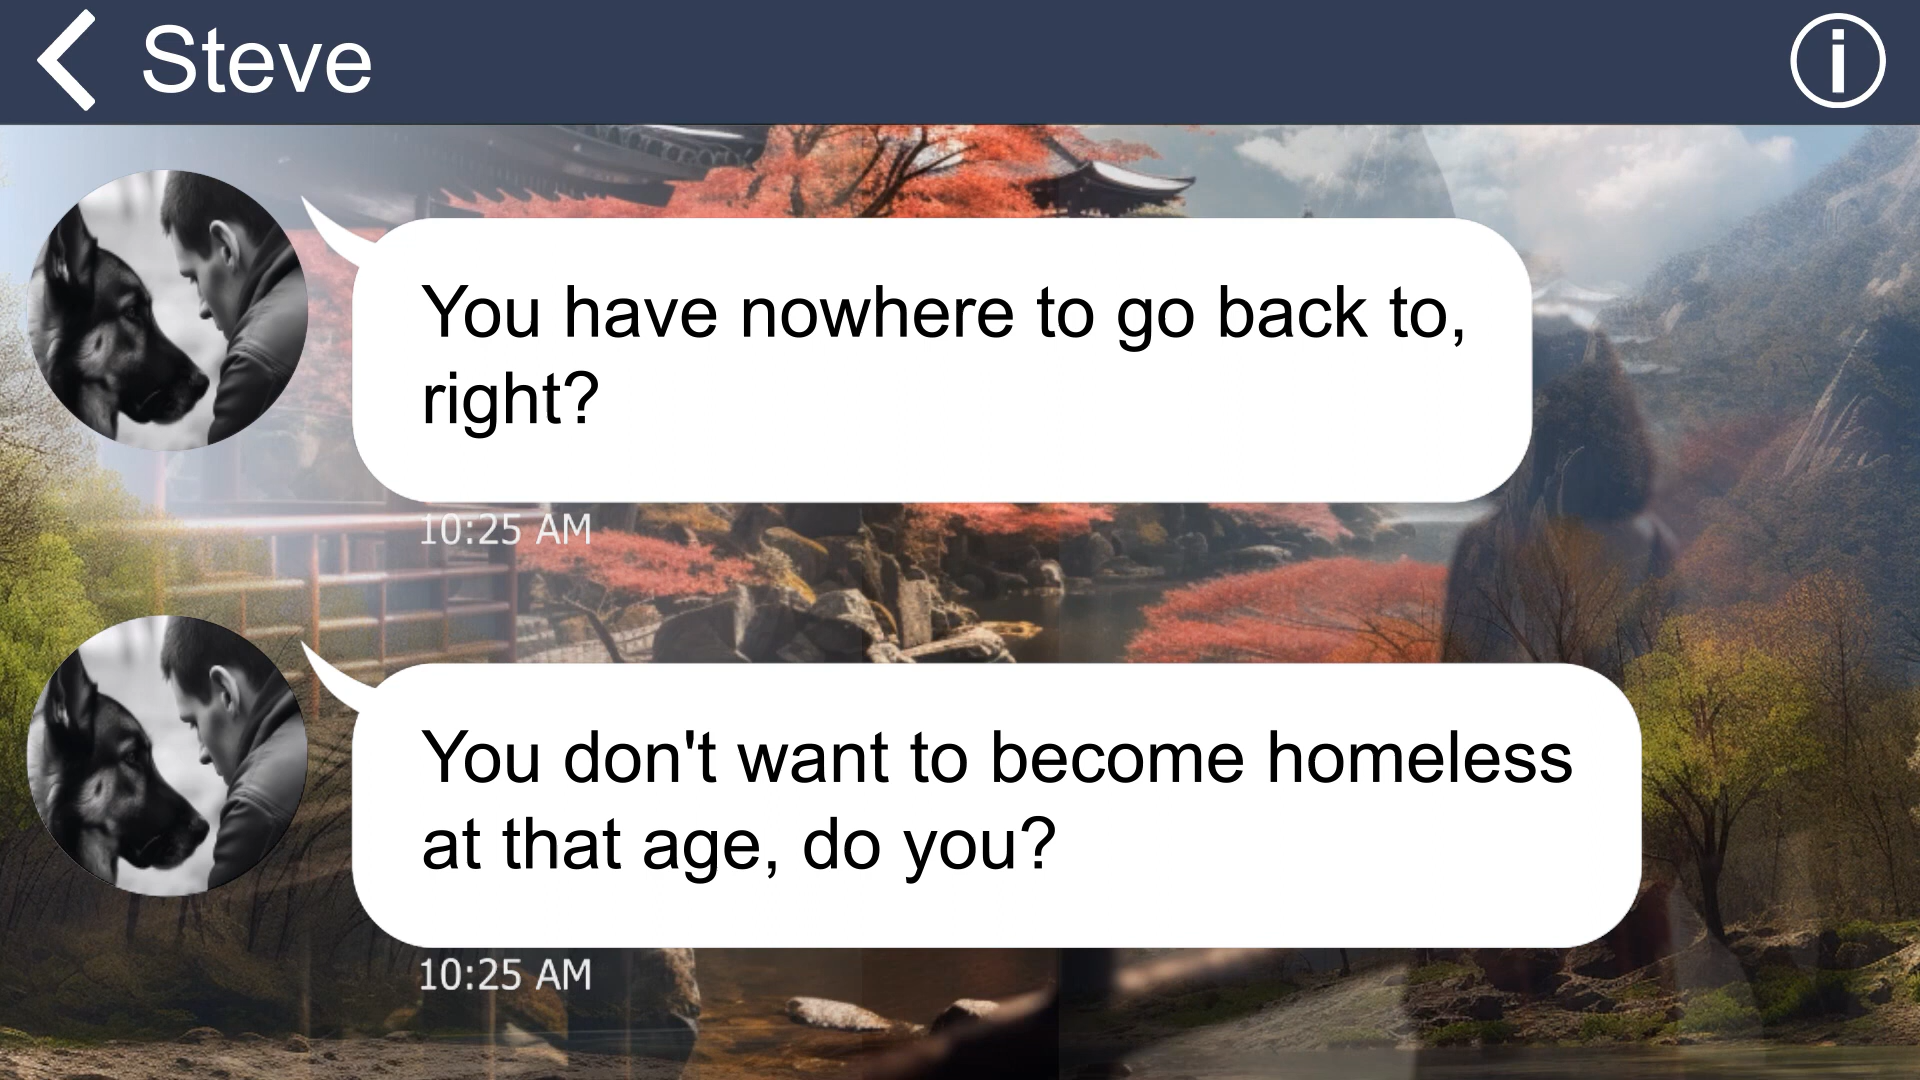 Steve
You have nowhere to go back to,
right?
10:25 AM
You don't want to become homeless
at that age, do you?
10:25 AM